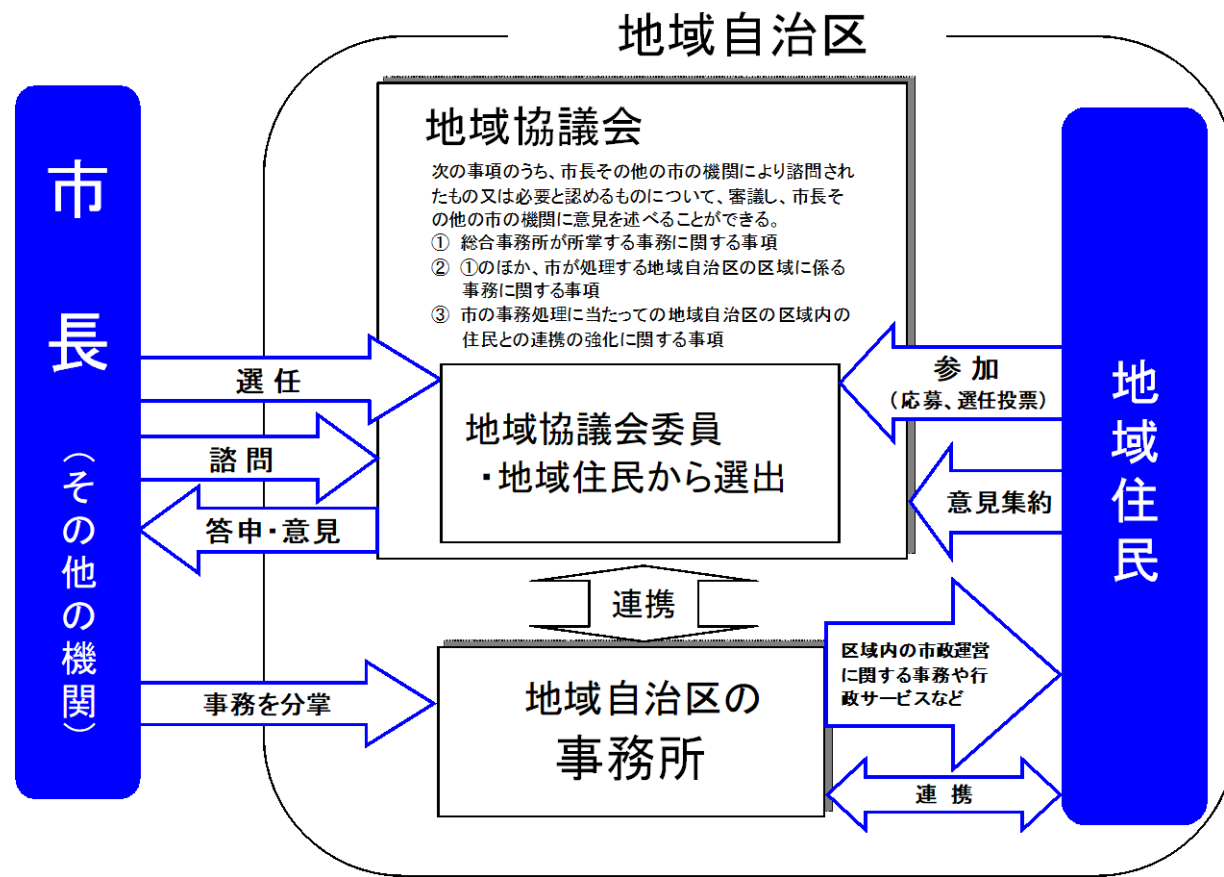 地域自治区
市長
（その他の機関）
地域協議会
次の事項のうち、市長その他の市の機関により諮問され
たもの又は必要と認めるものについて、審議し、市長そ
の他の市の機関に意見を述べることができる。
① 総合事務所が所掌する事務に関する事項
② ①のほか、市が処理する地域自治区の区域に係る
事務に関する事項
③ 市の事務処理に当たっての地域自治区の区域内の
住民との連携の強化に関する事項
選任
諮問
答申・意見
地域協議会委員
・地域住民から選出
参加
（応募、選任投票）
意見集約
地域住民
連携
事務を分掌
地域自治区の
事務所
区域内の市政運営
に関する事務や行
政サービスなど
連携